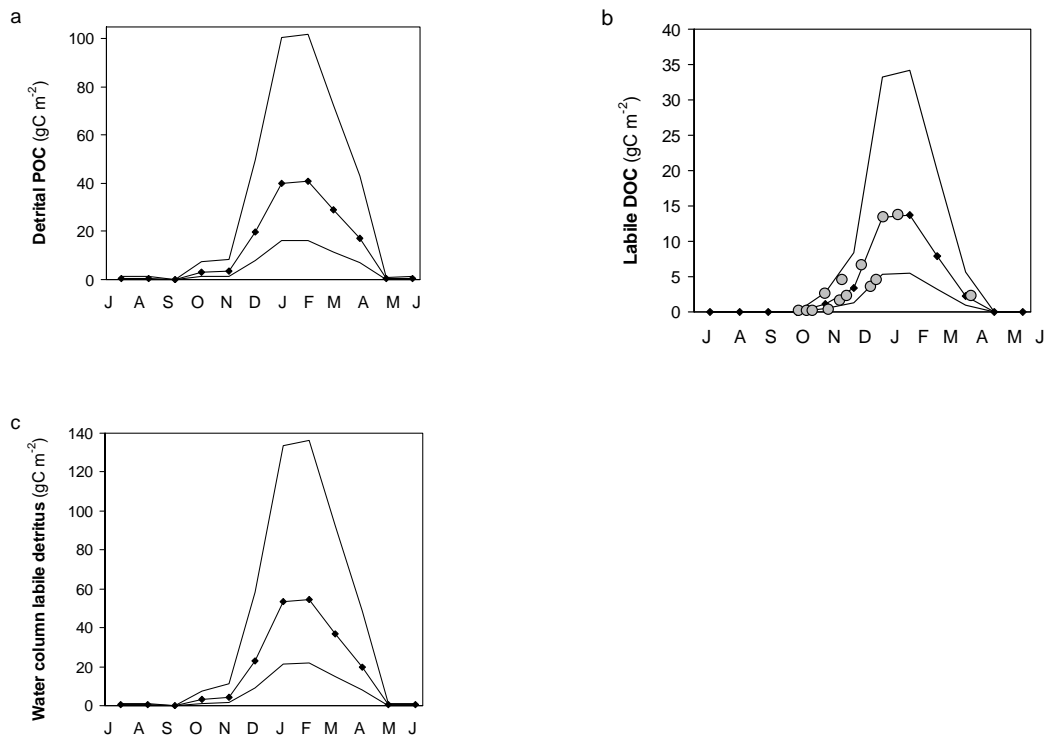 a
Detrital POC (gC m-2)
100
80
60
40
20
0
J A S O N D J F M A M J
b
Labile DOC (gC m-2)
40
35
30
25
20
15
10
5
0
J A S O N D J F M A M J
c
Water column labile detritus (gC m-2)
140
120
100
80
60
40
20
0
J A S O N D J F M A M J